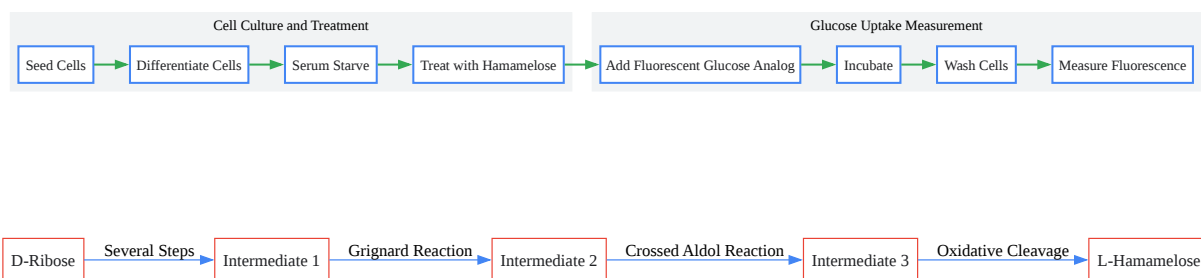 Cell Culture and Treatment
Glucose Uptake Measurement
Seed Cells
Differentiate Cells
Serum Starve
Treat with Hamamelose
Add Fluorescent Glucose Analog
Incubate
Wash Cells
Measure Fluorescence
D-Ribose
Several Steps
Intermediate 1
Grignard Reaction
Intermediate 2
Crossed Aldol Reaction
Intermediate 3
Oxidative Cleavage
L-Hamamelose